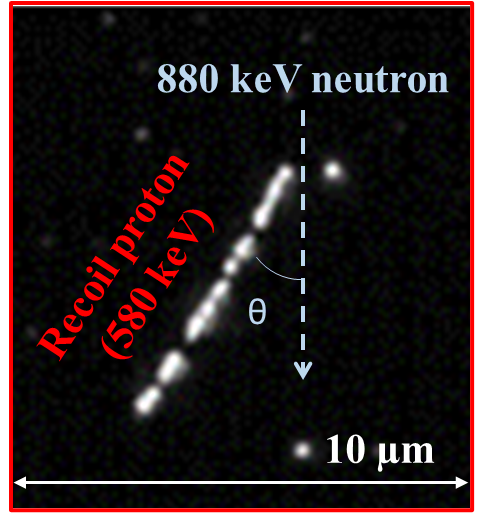 880 keV neutron
Recoil proton
(580 keV)
θ
10 μm